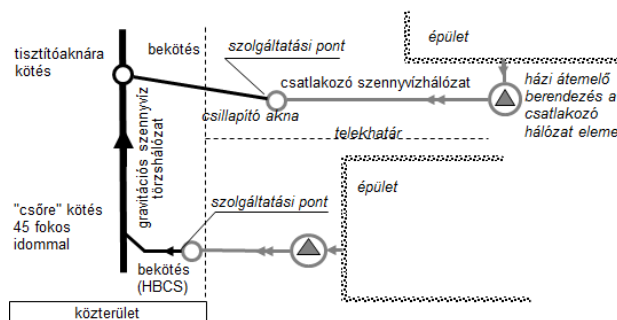 tisztítóaknára
kötés
bekötés
szolgáltatási pont
épület
csatlakozó szennyvízhálózat
csillapító akna
házi átemelő
berendezés a
csatlakozó
hálózat eleme
telekhatár
gravitációs szennyvíz
törzshálózat
szolgáltatási pont
épület
"csőre" kötés
45 fokos
idommal
bekötés
(HBCS)
közterület